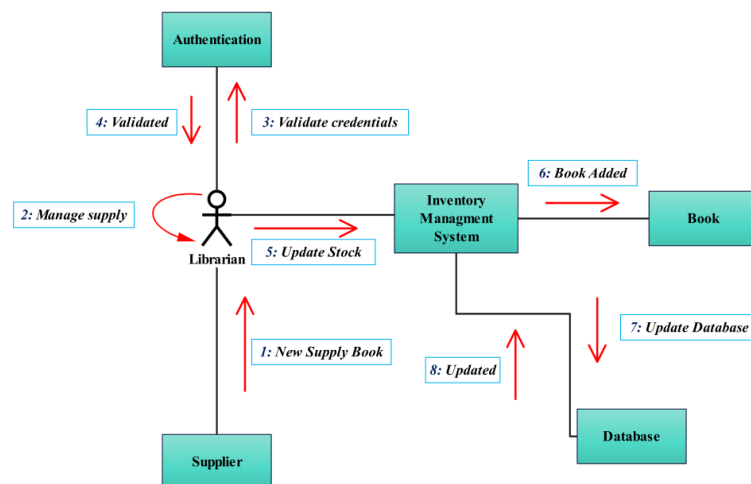 Authentication
4: Validated
3: Validate credentials
6: Book Added
2: Manage supply
Inventory
Managment
System
Book
Librarian
5: Update Stock
7: Update Database
1: New Supply Book
8: Updated
Database
Supplier